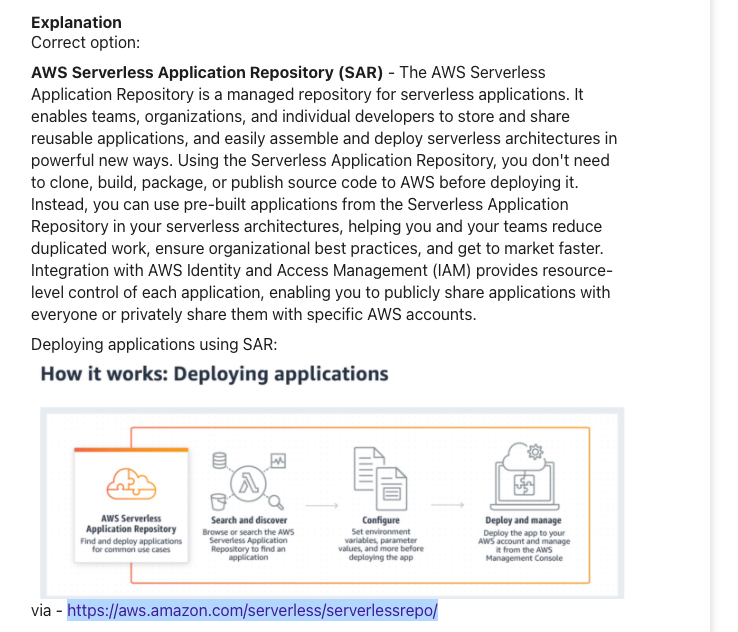 Explanation
Correct option:
AWS Serverless Application Repository (SAR) - The AWS Serverless
Application Repository is a managed repository for serverless applications. It
enables teams, organizations, and individual developers to store and share
reusable applications, and easily assemble and deploy serverless architectures in
powerful new ways. Using the Serverless Application Repository, you don't need
to clone, build, package, or publish source code to AWS before deploying it.
Instead, you can use pre-built applications from the Serverless Application
Repository in your serverless architectures, helping you and your teams reduce
duplicated work, ensure organizational best practices, and get to market faster.
Integration with AWS Identity and Access Management (IAM) provides resource-
level control of each application, enabling you to publicly share applications with
everyone or privately share them with specific AWS accounts.
Deploying applications using SAR:
How it works: Deploying applications
AWS Serverless
Application Repository
Find and deploy applications
for common use cases
Search and discover
Browse or search the AWS
Serverless Application
Repository to find an
application
Configure
Set environment
variables, parameter
values, and more before
deploying the app
Deploy and manage
Deploy the app to your
AWS account and manage
it from the AWS
Management Console
via - https://aws.amazon.com/serverless/serverlessrepo/